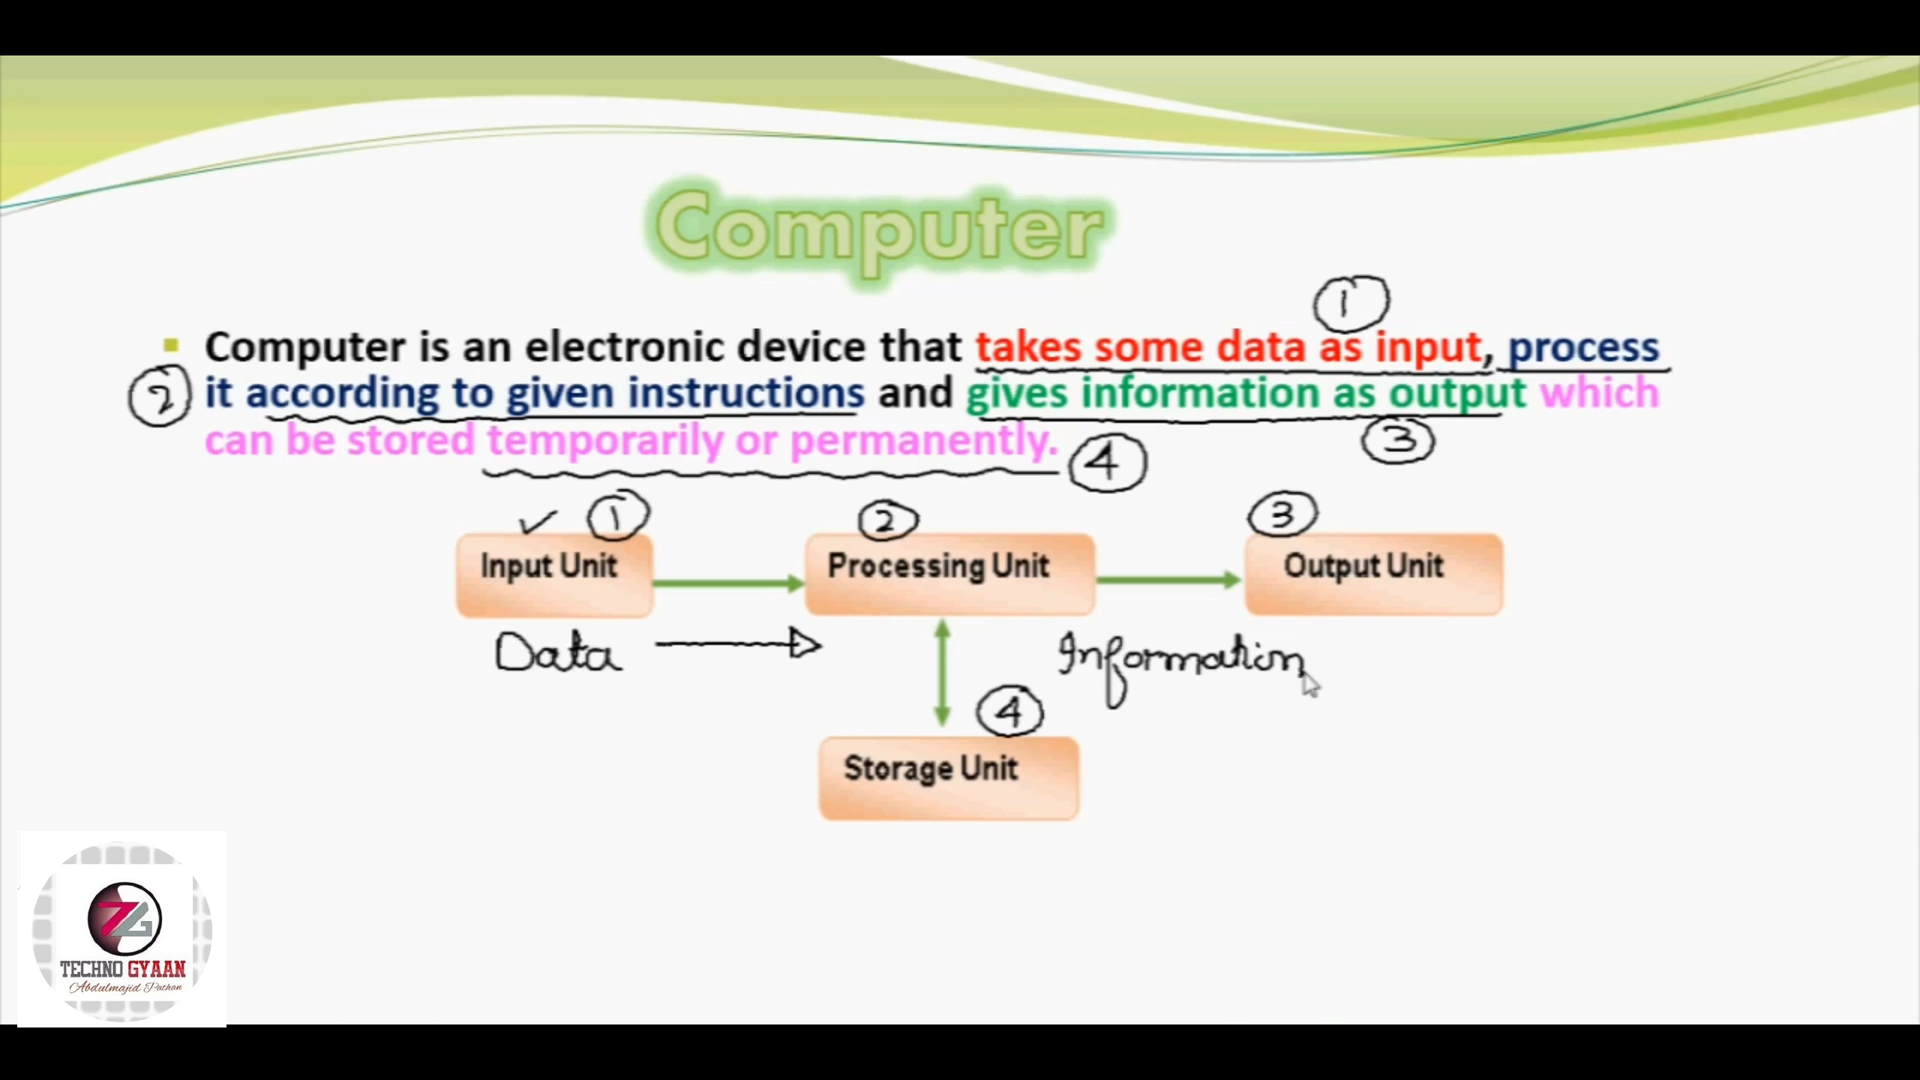 Computer
①
Computer is an electronic device that takes some data as input, process
② it according to given instructions and gives information as output which
can be stored temporarily or permanently. ④ ③
✓ ① ② ③
Input Unit Processing Unit Output Unit
Data Information
④
Storage Unit
ZG
TECHNO GYAAN
Abdulmajid Pathan